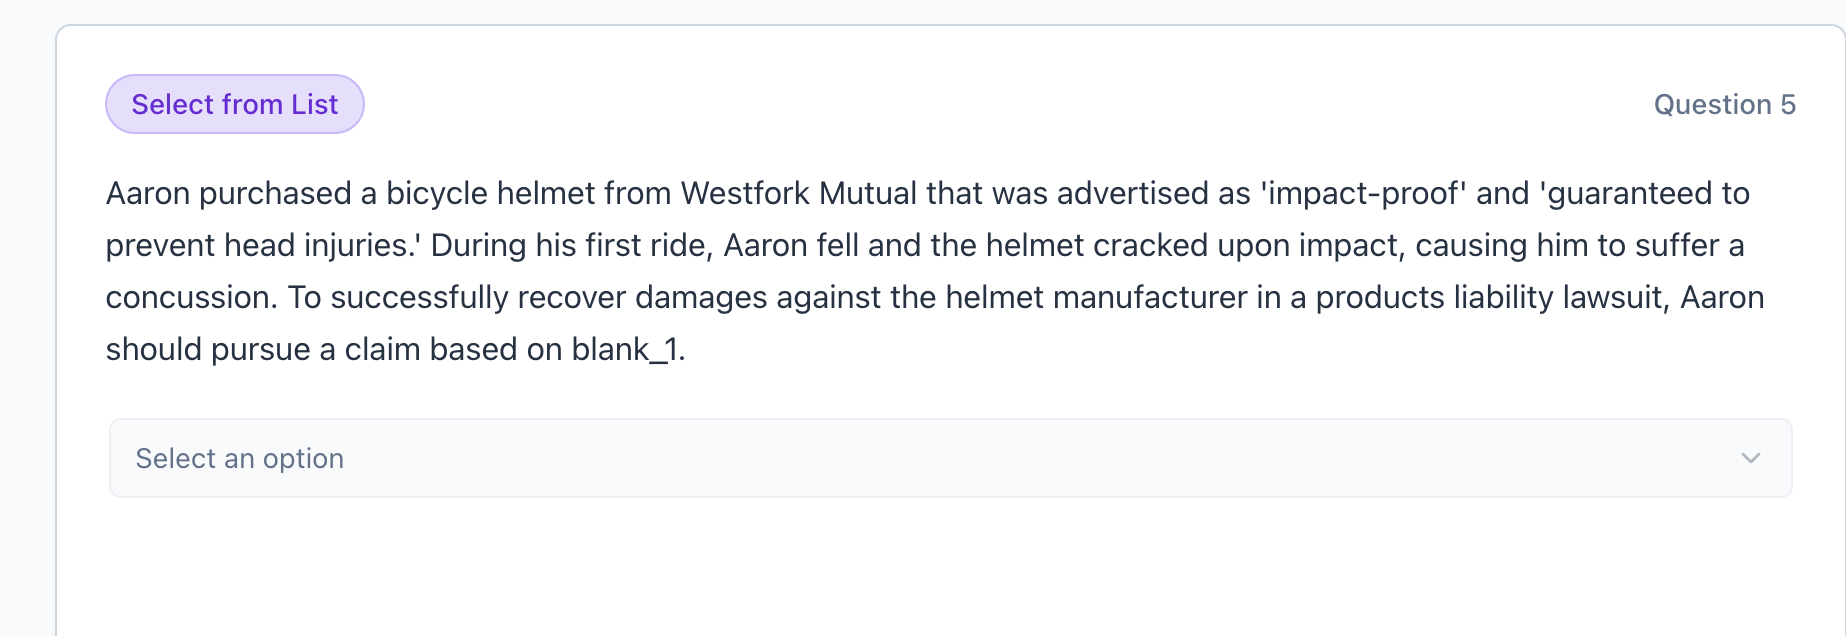 Select from List
Question 5
Aaron purchased a bicycle helmet from Westfork Mutual that was advertised as 'impact-proof' and 'guaranteed to
prevent head injuries.' During his first ride, Aaron fell and the helmet cracked upon impact, causing him to suffer a
concussion. To successfully recover damages against the helmet manufacturer in a products liability lawsuit, Aaron
should pursue a claim based on blank_1.
Select an option